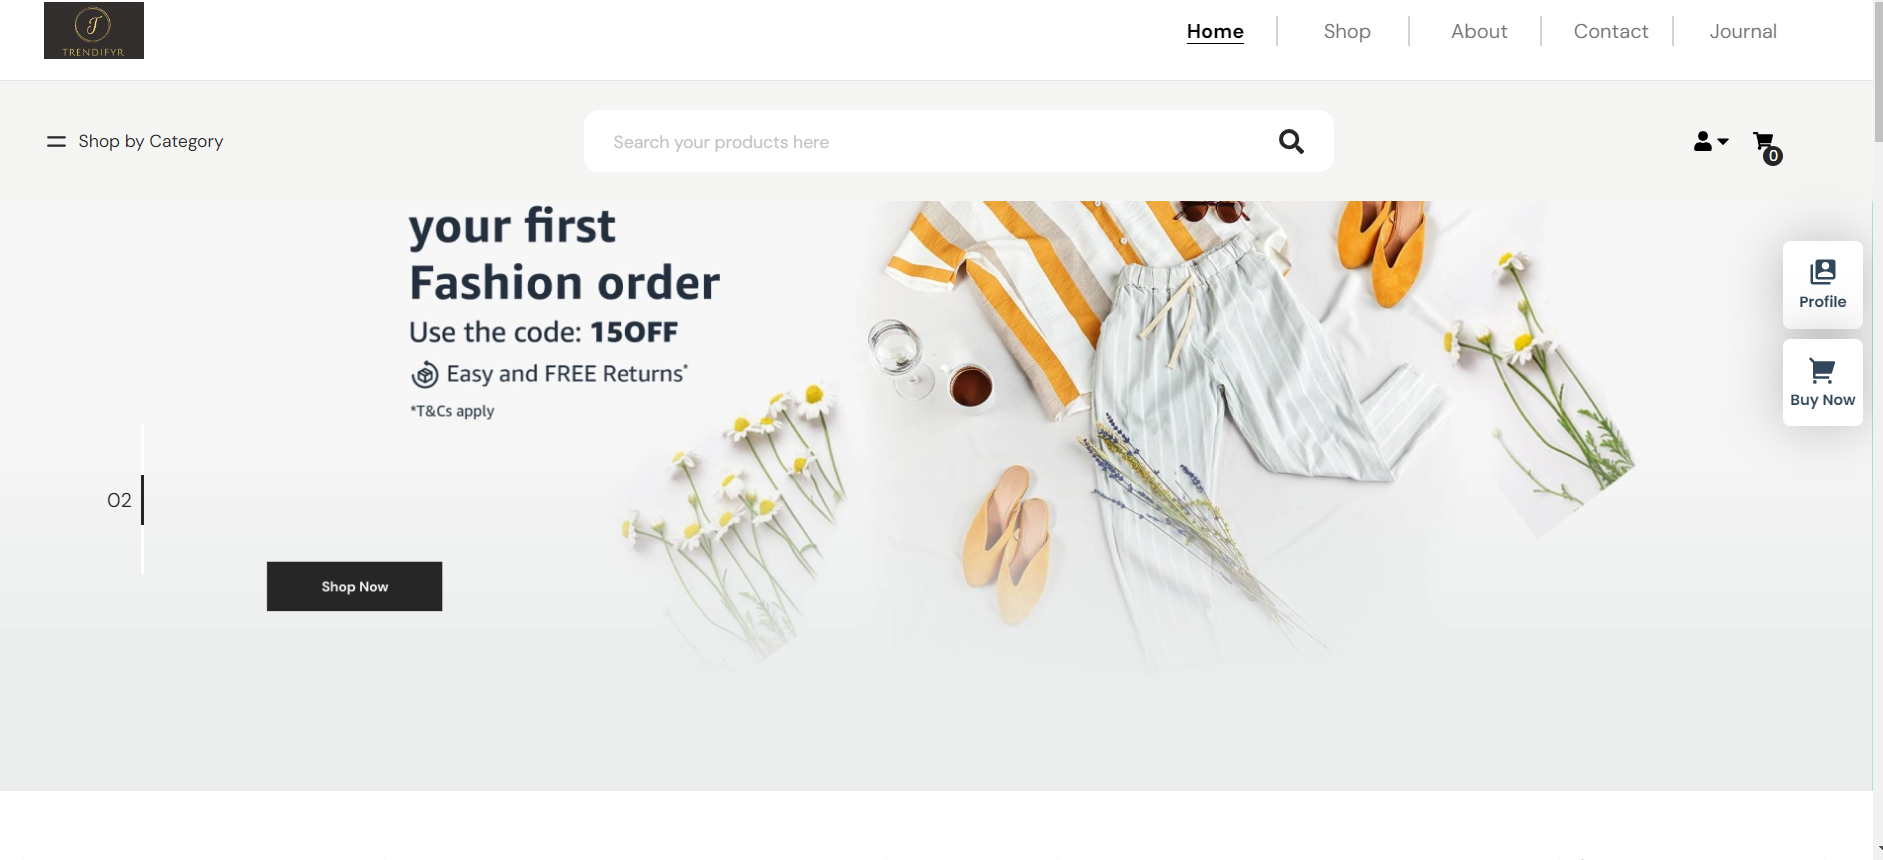 TRENDIFYR
Home
Shop
About
Contact
Journal
Shop by Category
Search your products here
0
your first
Fashion order
Use the code: 15OFF
Easy and FREE Returns*
*T&Cs apply
Profile
Buy Now
02
Shop Now